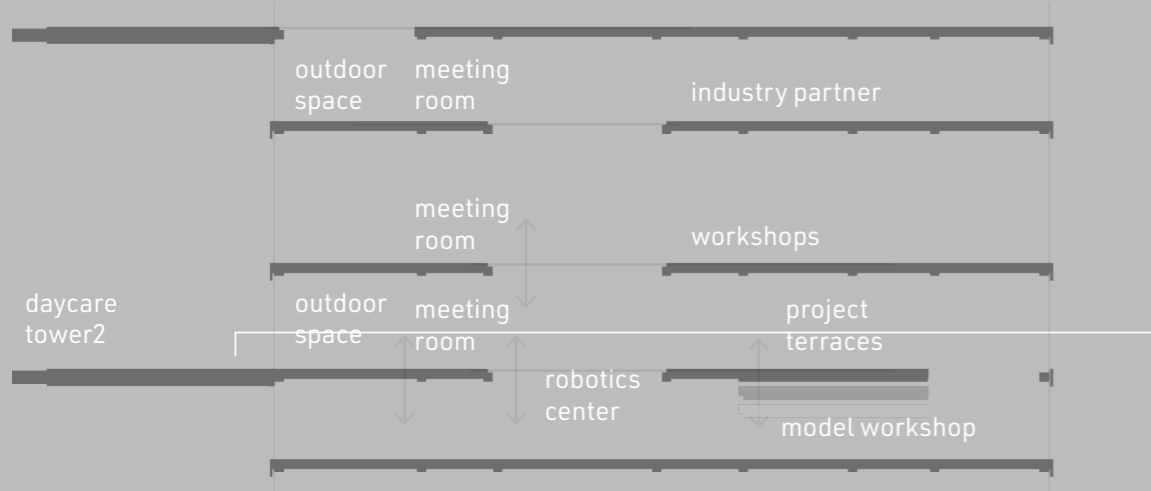 outdoor
space
meeting
room
industry partner
meeting
room
workshops
daycare
tower2
outdoor
space
meeting
room
project
terraces
robotics
center
model workshop